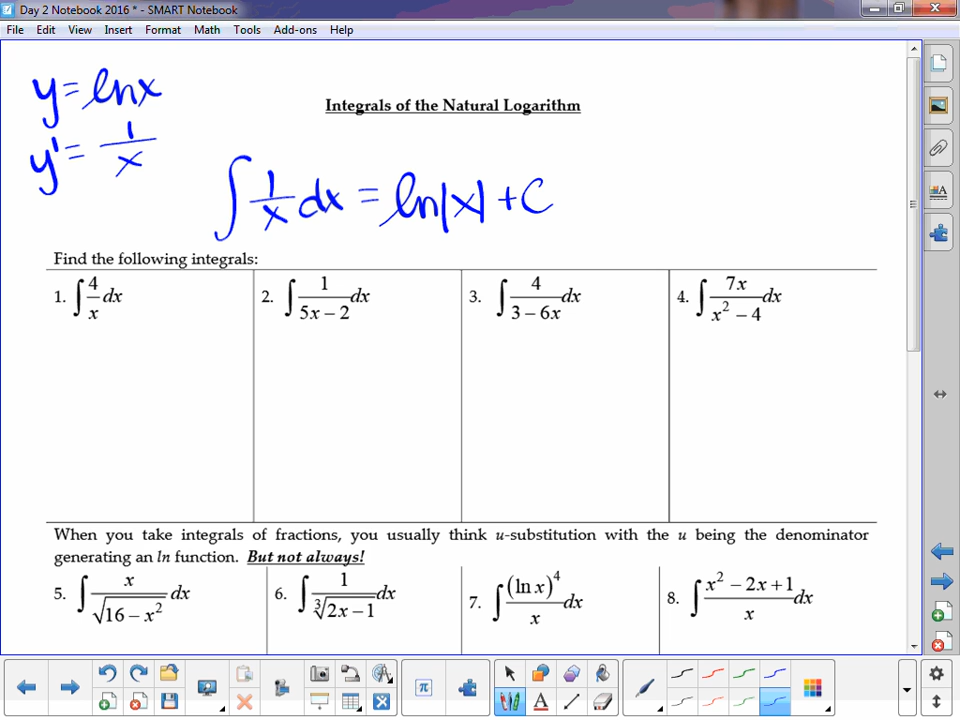 Day 2 Notebook 2016 * - SMART Notebook
File Edit View Insert Format Math Tools Add-ons Help
y = ln x
y' = 1/x
Integrals of the Natural Logarithm
∫ 1/x dx = ln|x| + C
Find the following integrals:
1. ∫ 4/x dx
2. ∫ 1/(5x − 2) dx
3. ∫ 4/(3 − 6x) dx
4. ∫ 7x/(x² − 4) dx
When you take integrals of fractions, you usually think u-substitution with the u being the denominator
generating an ln function. But not always!
5. ∫ x/√(16 − x²) dx
6. ∫ 1/∛(2x − 1) dx
7. ∫ (ln x)⁴/x dx
8. ∫ (x² − 2x + 1)/x dx